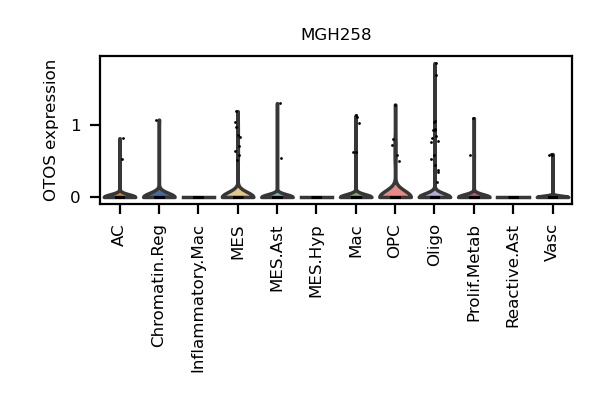 MGH258
OTOS expression
1
0
AC
Chromatin.Reg
Inflammatory.Mac
MES
MES.Ast
MES.Hyp
Mac
OPC
Oligo
Prolif.Metab
Reactive.Ast
Vasc